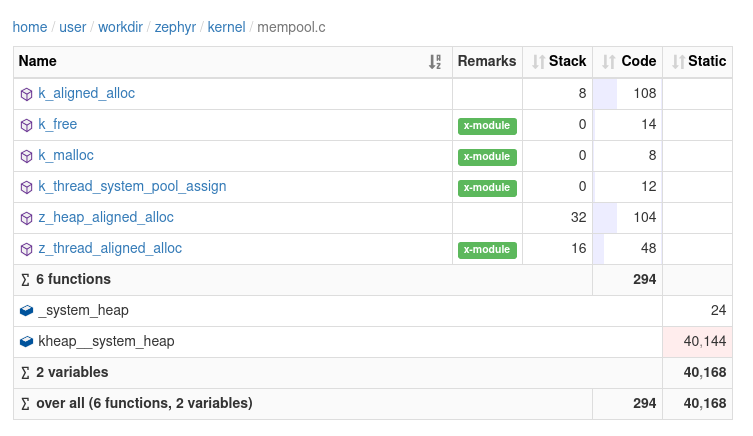 home / user / workdir / zephyr / kernel / mempool.c
Name Remarks Stack Code Static
k_aligned_alloc 8 108
k_free x-module 0 14
k_malloc x-module 0 8
k_thread_system_pool_assign x-module 0 12
z_heap_aligned_alloc 32 104
z_thread_aligned_alloc x-module 16 48
∑ 6 functions 294
_system_heap 24
kheap__system_heap 40,144
∑ 2 variables 40,168
∑ over all (6 functions, 2 variables) 294 40,168